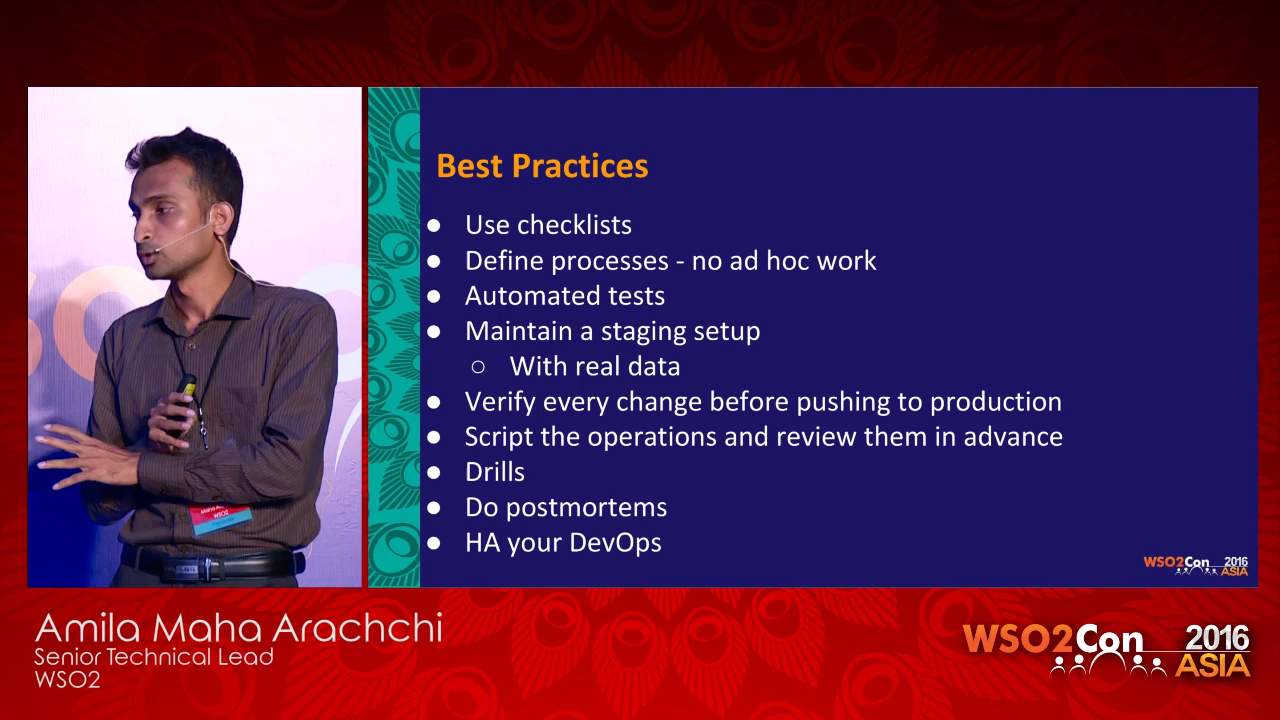 Best Practices
● Use checklists
● Define processes - no ad hoc work
● Automated tests
● Maintain a staging setup
○ With real data
● Verify every change before pushing to production
● Script the operations and review them in advance
● Drills
● Do postmortems
● HA your DevOps
WSO2Con 2016
ASIA
Amila Maha Arachchi
Senior Technical Lead
WSO2
WSO2Con 2016
ASIA